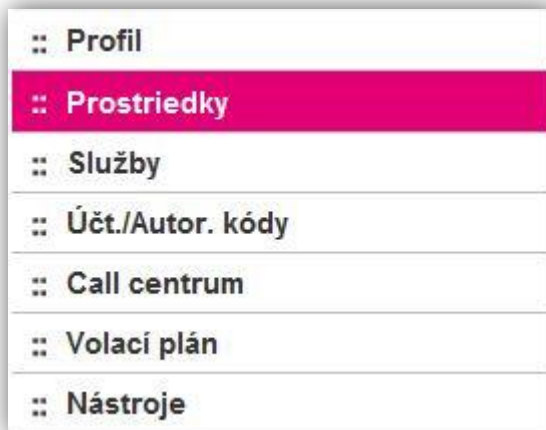 :: Profil
:: Prostriedky
:: Služby
:: Účt./Autor. kódy
:: Call centrum
:: Volací plán
:: Nástroje